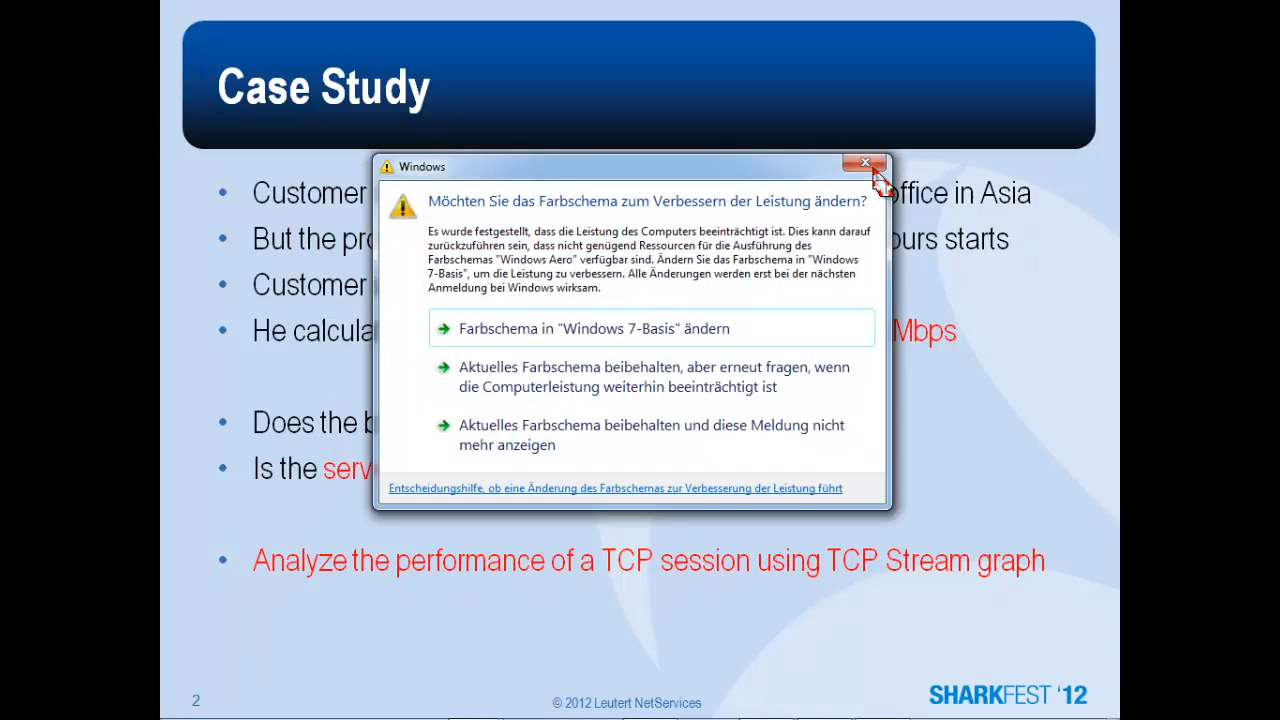 Case Study
Windows
Customer
office in Asia
Möchten Sie das Farbschema zum Verbessern der Leistung ändern?
But the
ours starts
Es wurde festgestellt, dass die Leistung des Computers beeinträchtigt ist. Dies kann darauf
zurückzuführen sein, dass nicht genügend Ressourcen für die Ausführung des
Farbschemas "Windows Aero" verfügbar sind. Ändern Sie das Farbschema in "Windows
7-Basis", um die Leistung zu verbessern. Alle Änderungen werden erst bei der nächsten
Anmeldung bei Windows wirksam.
Customer
He calcula
Mbps
Farbschema in "Windows 7-Basis" ändern
Aktuelles Farbschema beibehalten, aber erneut fragen, wenn
die Computerleistung weiterhin beeinträchtigt ist
Does the
Aktuelles Farbschema beibehalten und diese Meldung nicht
mehr anzeigen
Is the serv
Entscheidungshilfe, ob eine Änderung des Farbschemas zur Verbesserung der Leistung führt
Analyze the performance of a TCP session using TCP Stream graph
2
© 2012 Leutert NetServices
SHARKFEST '12